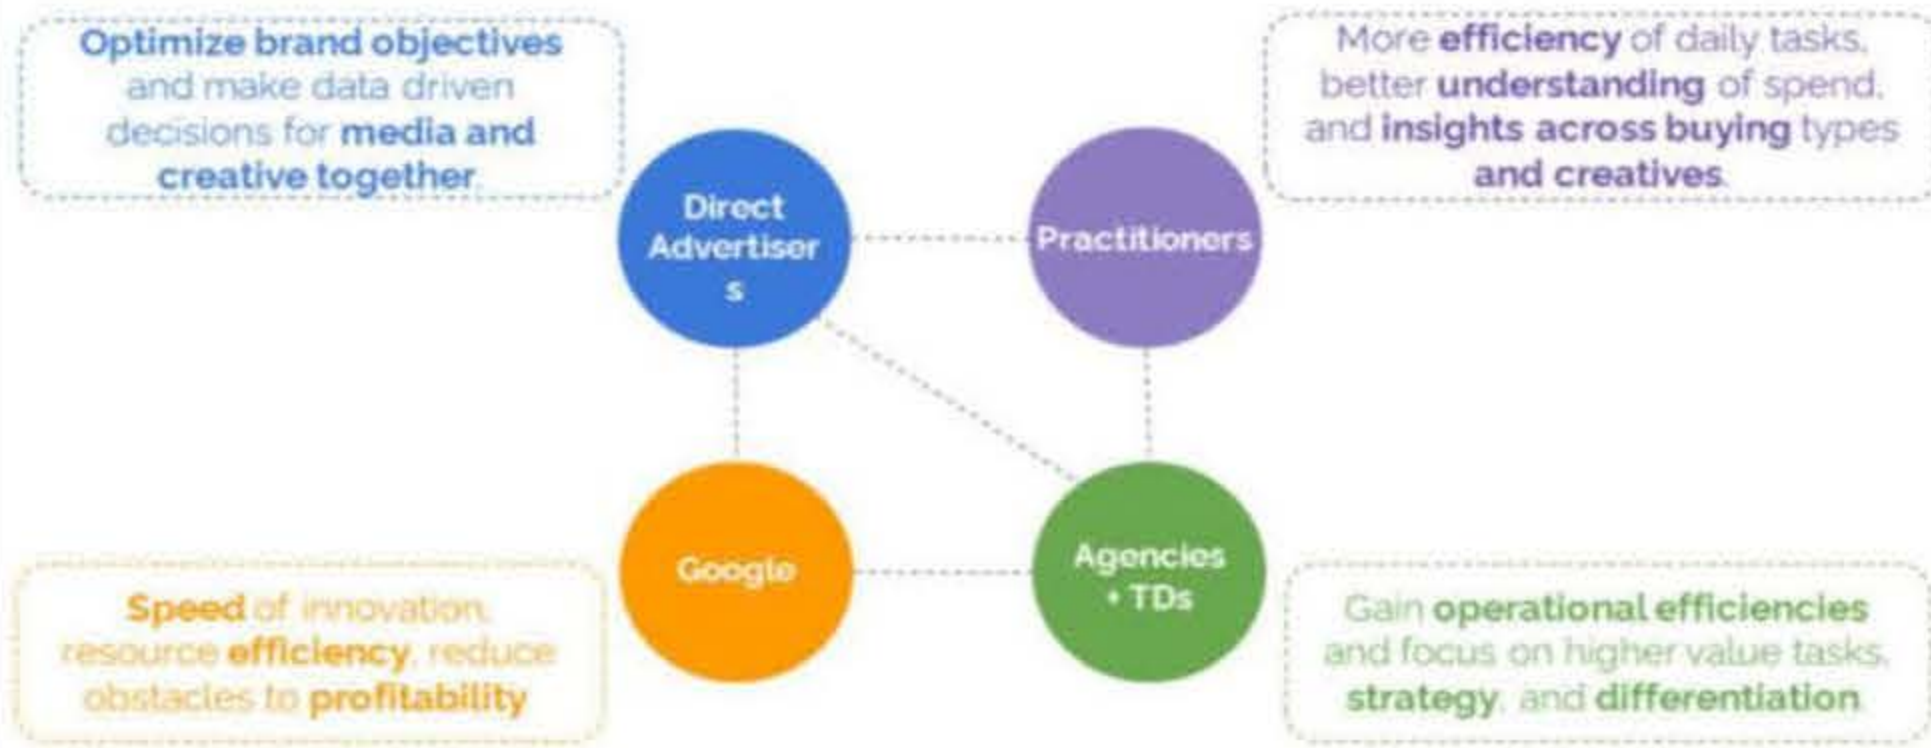 Optimize brand objectives
and make data driven
decisions for media and
creative together.
More efficiency of daily tasks,
better understanding of spend,
and insights across buying types
and creatives.
Direct
Advertiser
s
Practitioners
Google
Agencies
+ TDs
Speed of innovation,
resource efficiency, reduce
obstacles to profitability
Gain operational efficiencies
and focus on higher value tasks,
strategy, and differentiation.